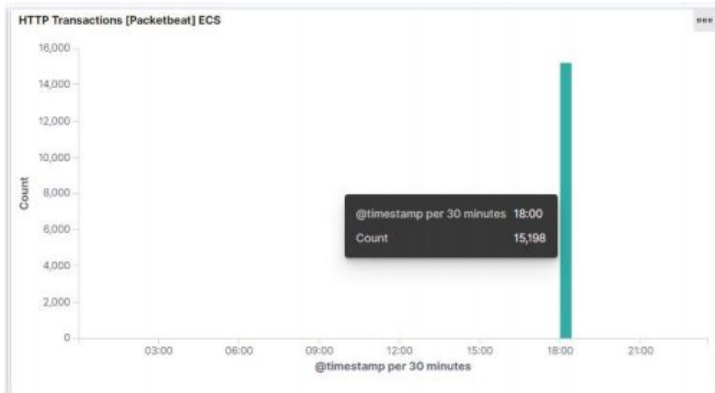 HTTP Transactions [Packetbeat] ECS
16,000
14,000
12,000
10,000
8,000
6,000
4,000
2,000
0
Count
@timestamp per 30 minutes 18:00
Count 15,198
03:00 06:00 09:00 12:00 15:00 18:00 21:00
@timestamp per 30 minutes